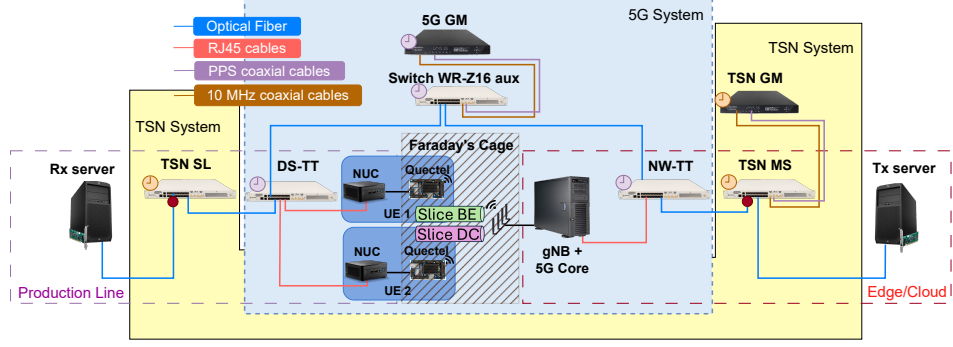 5G System
Optical Fiber
RJ45 cables
PPS coaxial cables
10 MHz coaxial cables
5G GM
Switch WR-Z16 aux
TSN System
TSN GM
TSN System
Faraday's Cage
Rx server
TSN SL
DS-TT
NUC
Quectel
NW-TT
TSN MS
Tx server
UE 1
Slice BE
Slice DC
NUC
Quectel
UE 2
gNB +
5G Core
Production Line
Edge/Cloud